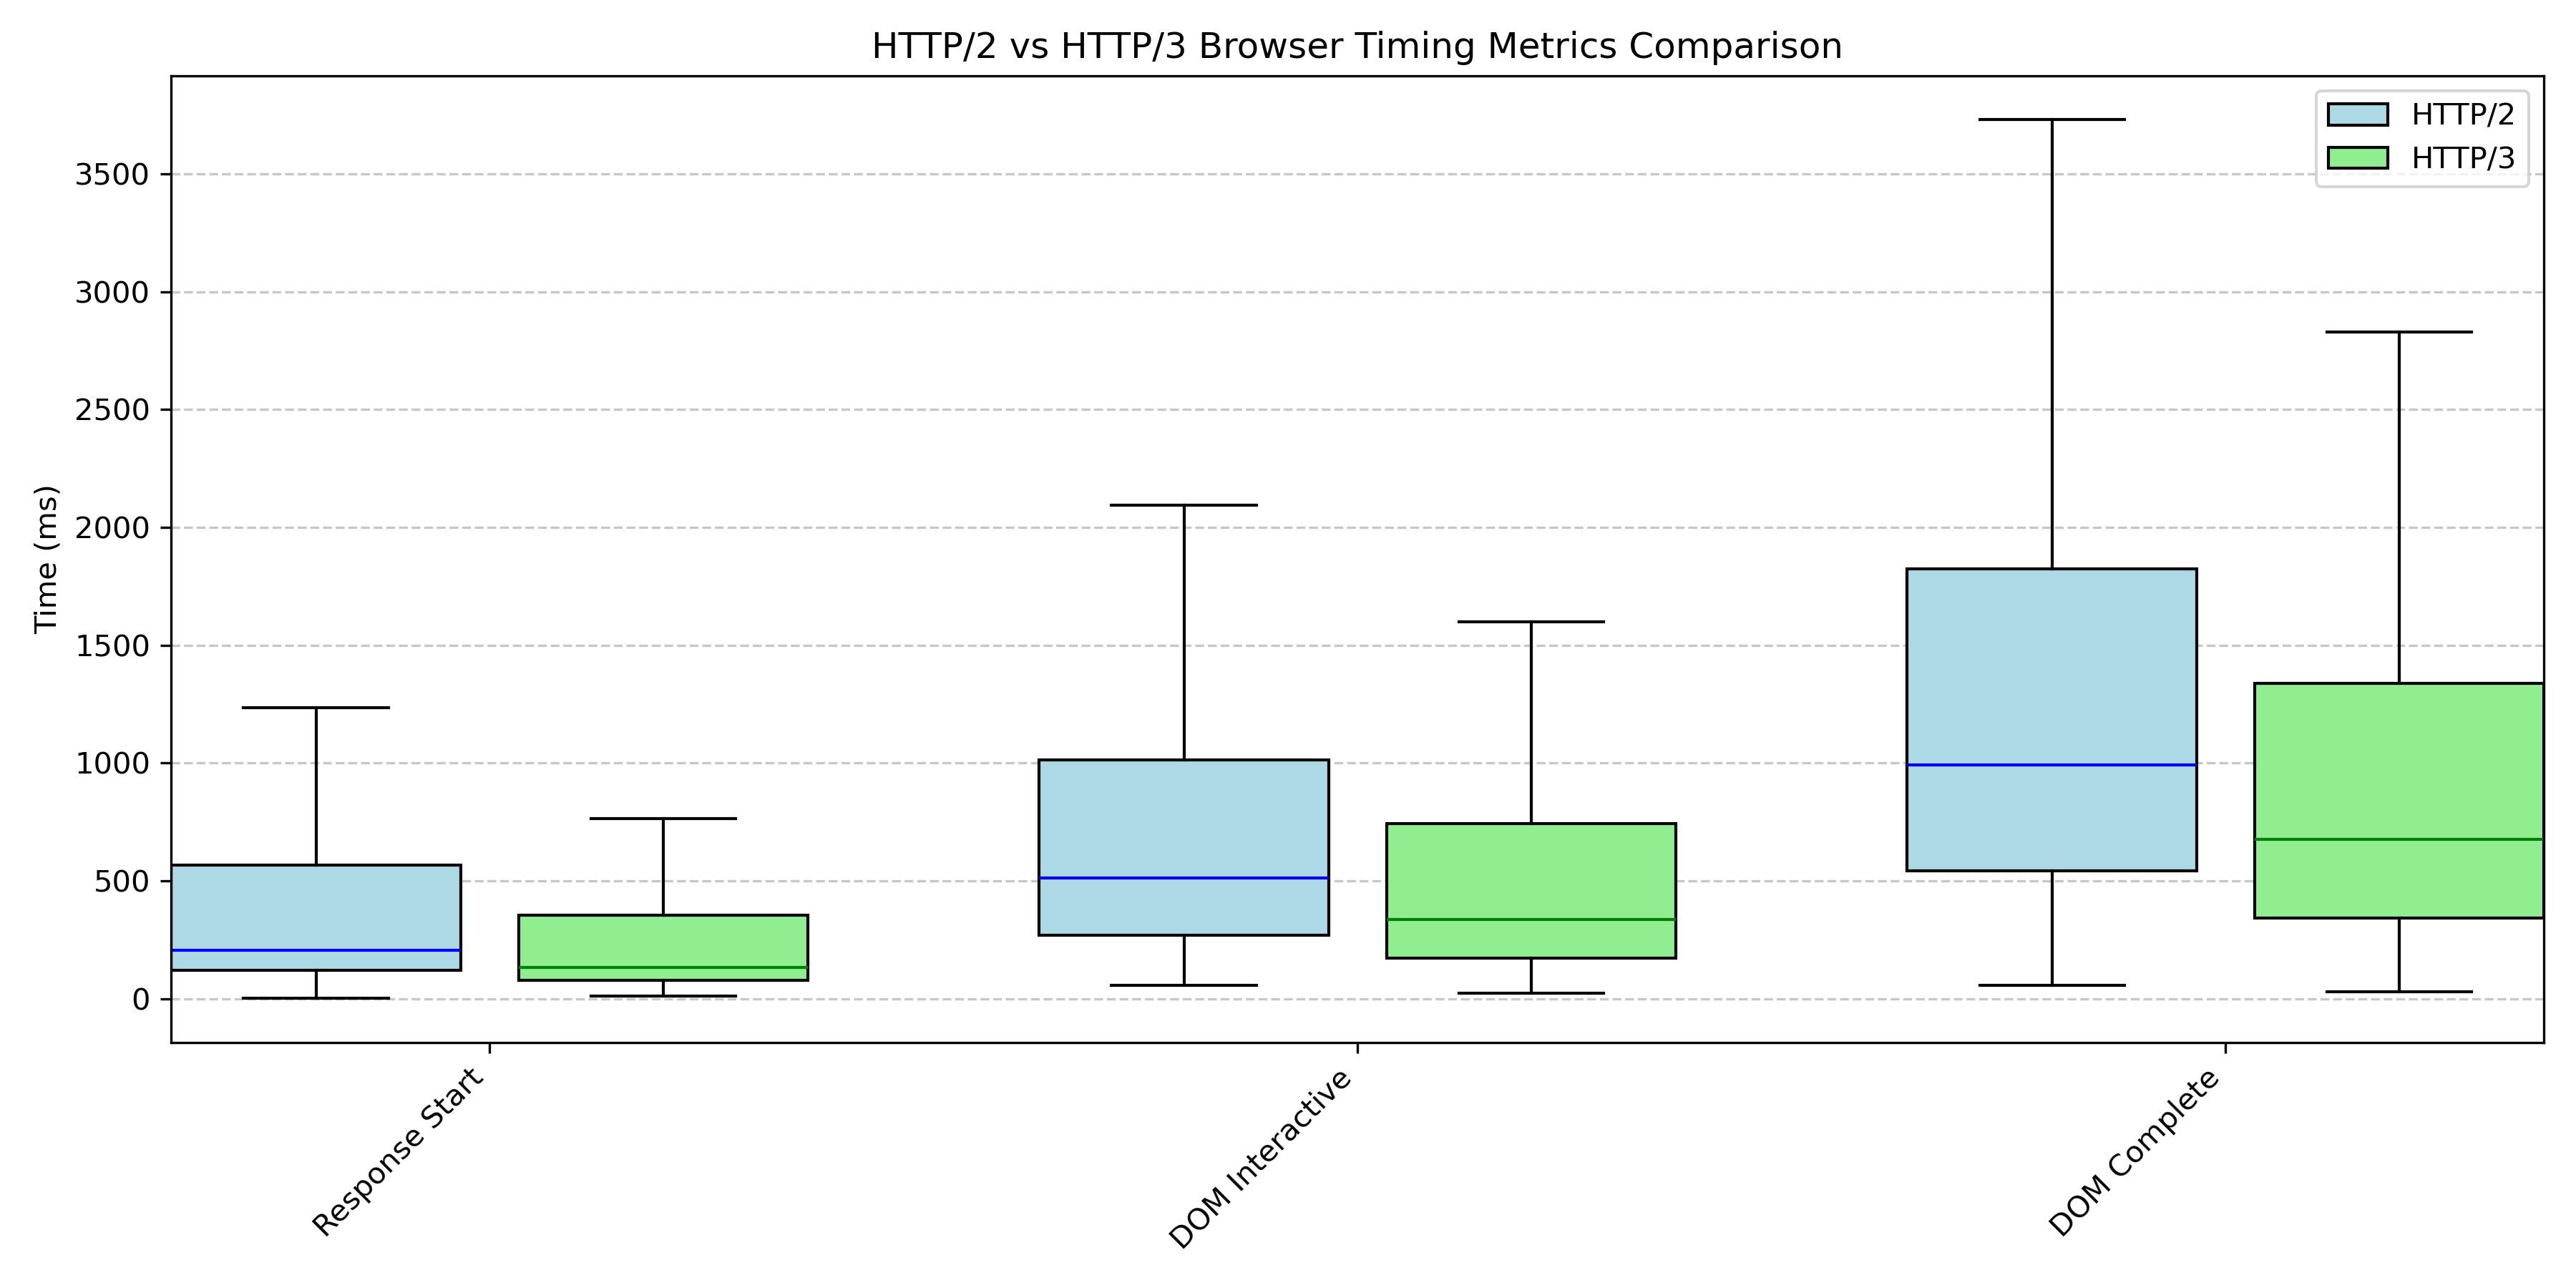 HTTP/2 vs HTTP/3 Browser Timing Metrics Comparison
HTTP/2
HTTP/3
Time (ms)
3500
3000
2500
2000
1500
1000
500
0
Response Start
DOM Interactive
DOM Complete